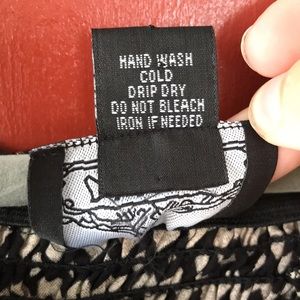 HAND WASH
COLD
DRIP DRY
DO NOT BLEACH
IRON IF NEEDED